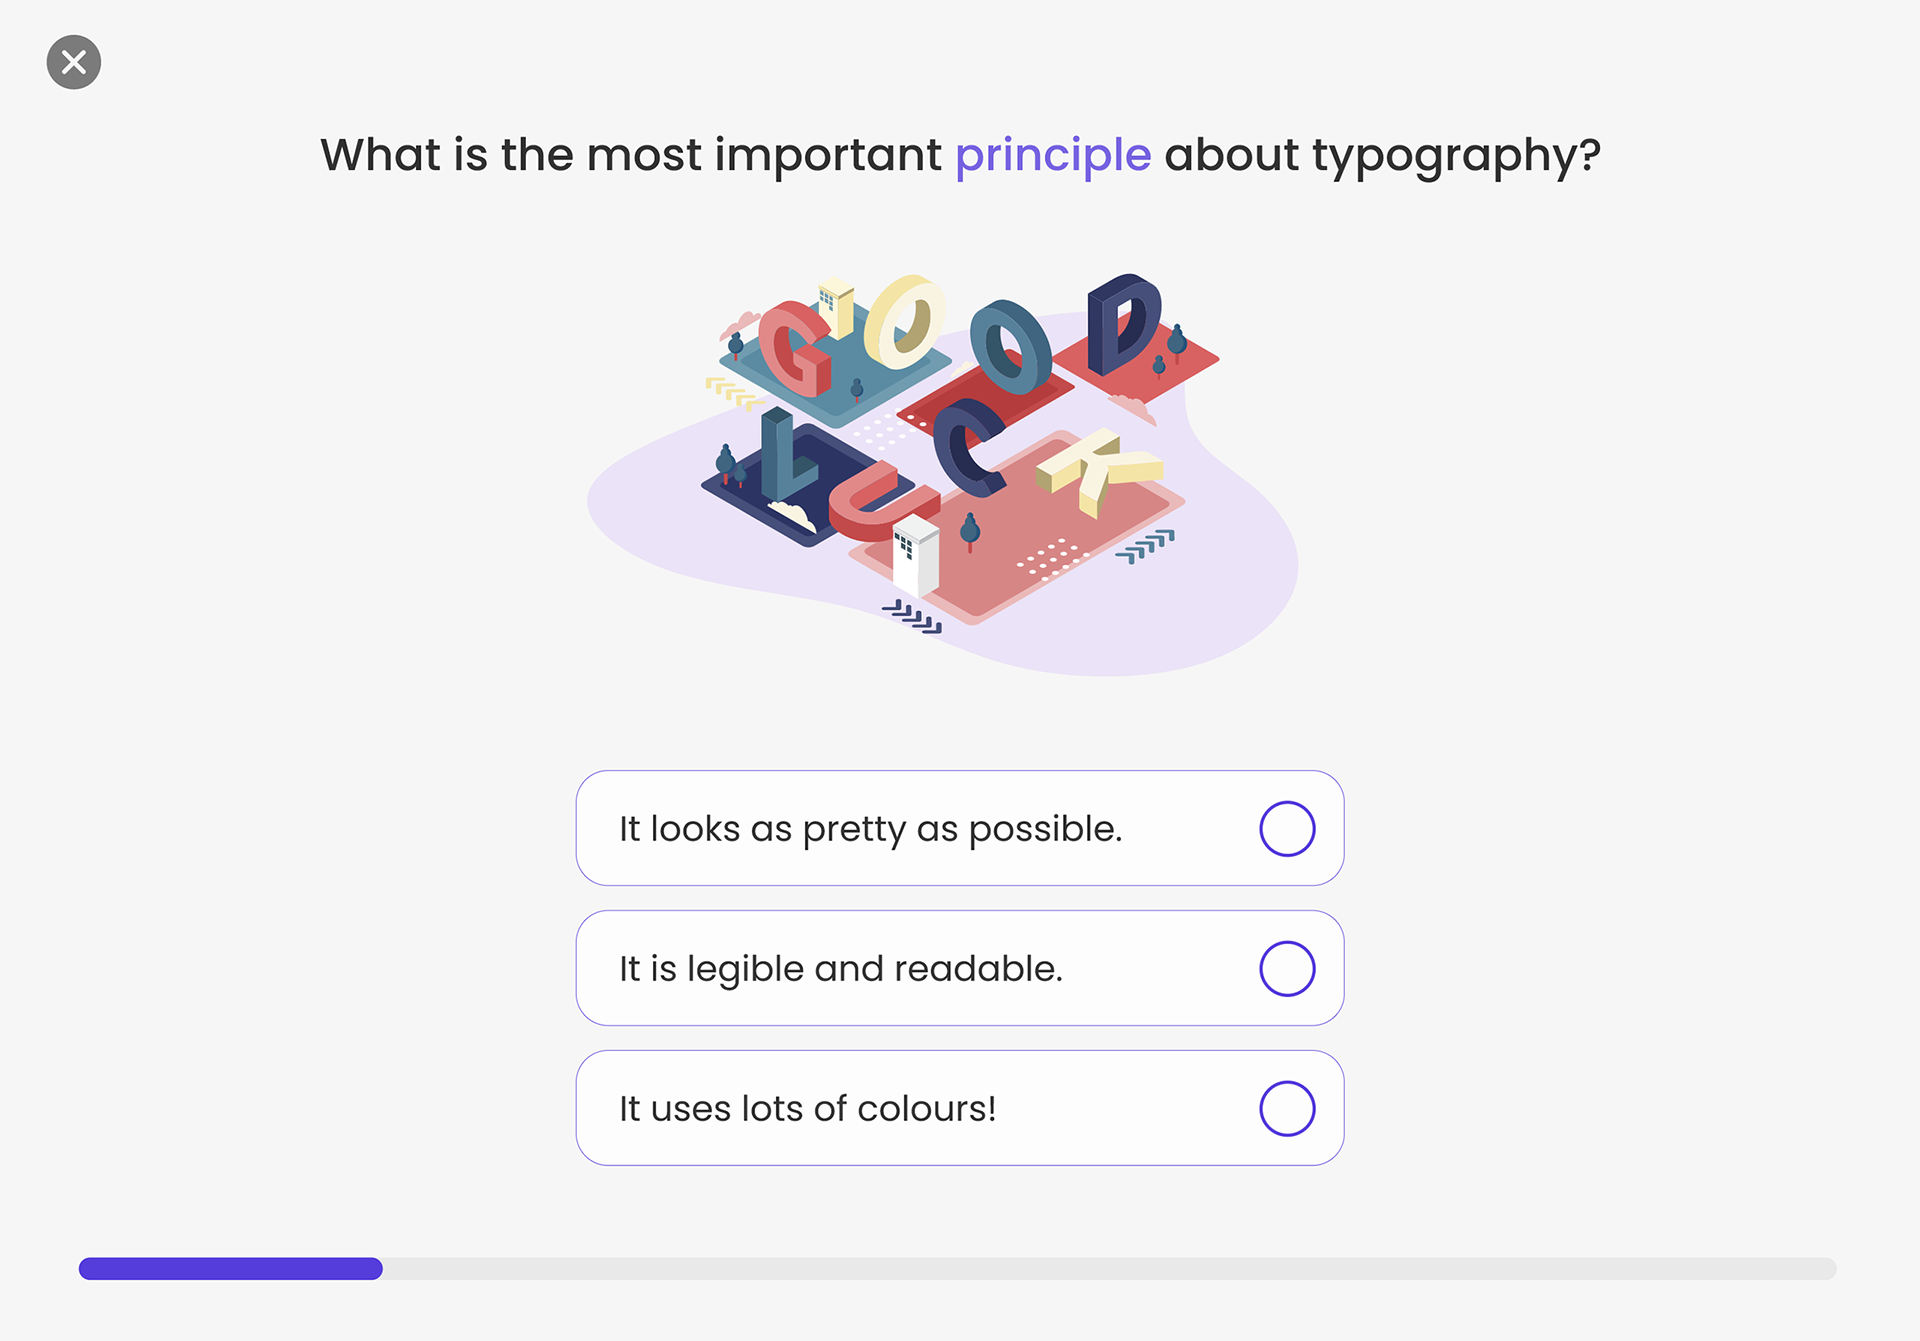 What is the most important principle about typography?
GOOD
LUCK
It looks as pretty as possible.
It is legible and readable.
It uses lots of colours!